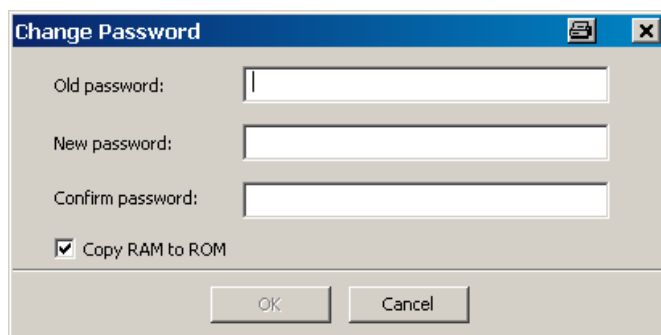 Change Password
Old password:
New password:
Confirm password:
Copy RAM to ROM
OK Cancel